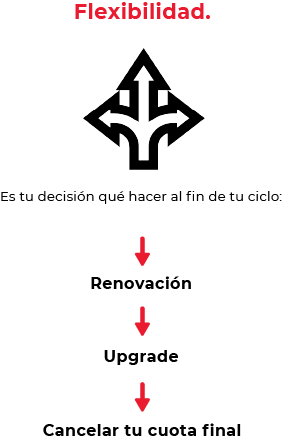 Flexibilidad.
Es tu decisión qué hacer al fin de tu ciclo:
Renovación
Upgrade
Cancelar tu cuota final